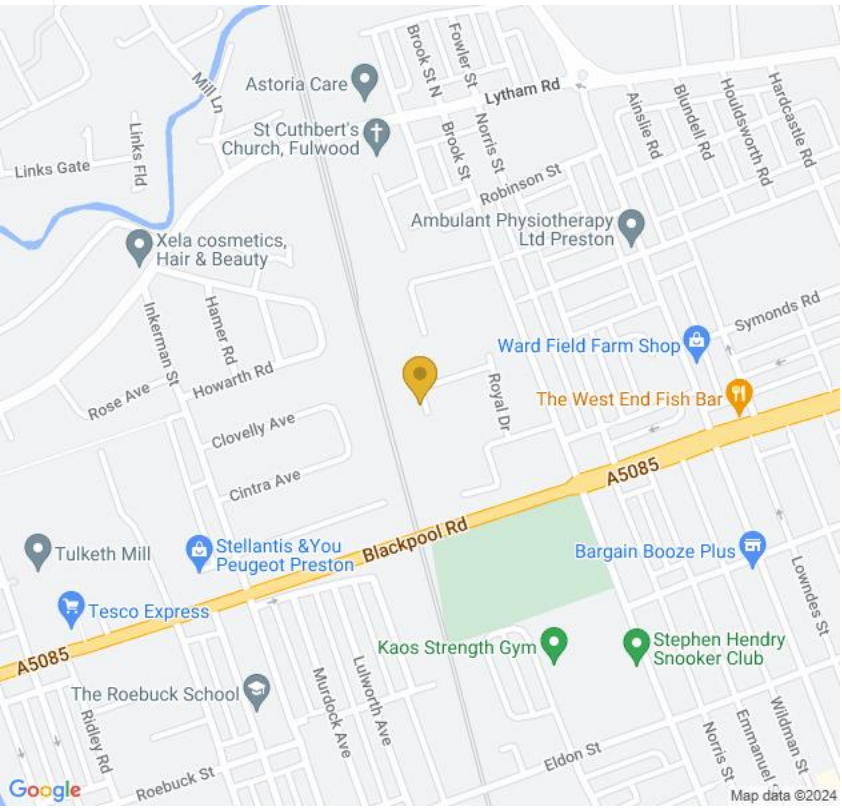 Brook St N
Fowler St
Lytham Rd
Astoria Care
Mill Ln
St Cuthbert's
Church, Fulwood
Brook St
Norris St
Ainslie Rd
Blundell Rd
Houldsworth Rd
Hardcastle Rd
Links Gate
Links Fld
Robinson St
Ambulant Physiotherapy
Ltd Preston
Xela cosmetics,
Hair & Beauty
Inkerman St
Hamer Rd
Symonds Rd
Ward Field Farm Shop
Howarth Rd
Rose Ave
Royal Dr
The West End Fish Bar
Clovelly Ave
Cintra Ave
A5085
Blackpool Rd
Tulketh Mill
Stellantis &You
Peugeot Preston
Bargain Booze Plus
Tesco Express
Lowndes St
Kaos Strength Gym
Stephen Hendry
Snooker Club
A5085
The Roebuck School
Murdock Ave
Lulworth Ave
Ridley Rd
Roebuck St
Eldon St
Norris St
Emmanuel S
Wildman St
Google
Map data ©2024